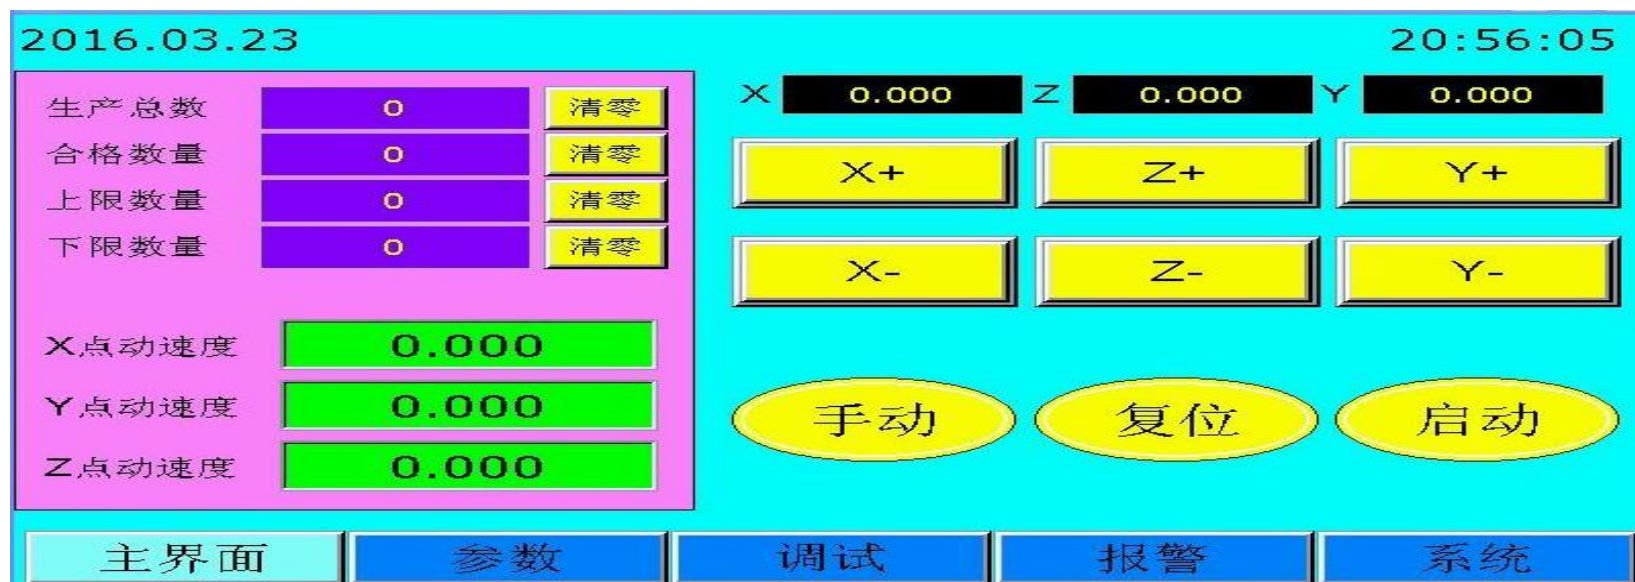 2016.03.23 20:56:05
生产总数 0 清零
合格数量 0 清零
上限数量 0 清零
下限数量 0 清零
X点动速度 0.000
Y点动速度 0.000
Z点动速度 0.000
X 0.000 Z 0.000 Y 0.000
X+ Z+ Y+
X- Z- Y-
手动 复位 启动
主界面 参数 调试 报警 系统